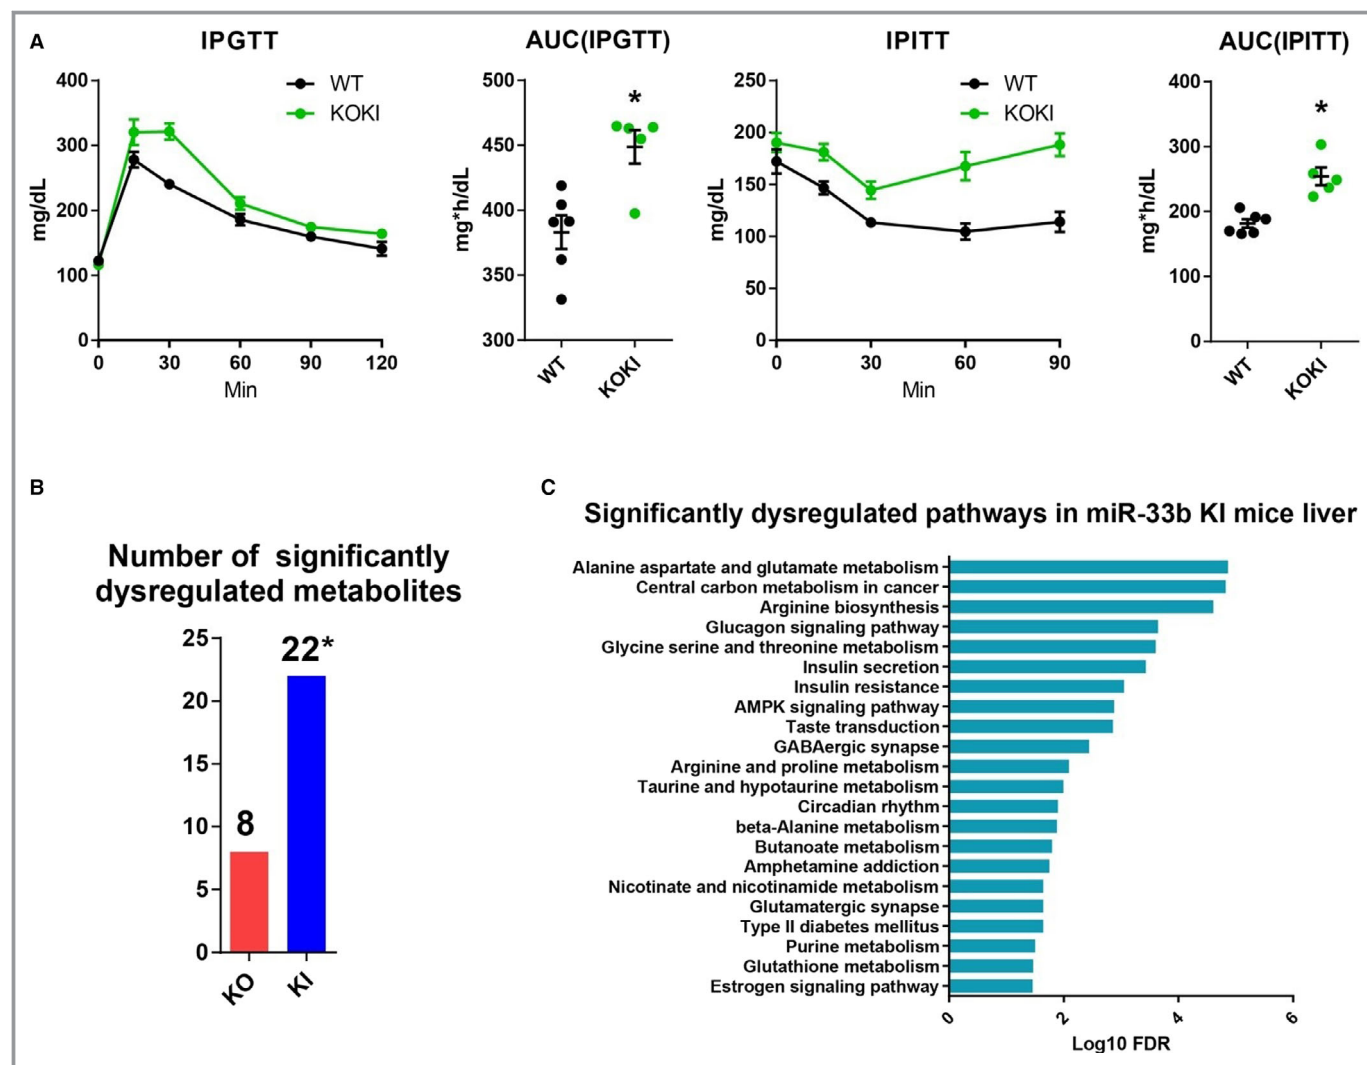 A
IPGTT
mg/dL
400
300
200
100
0
WT
KOKI
0 30 60 90 120
Min
AUC(IPGTT)
mg*h/dL
500
450
400
350
300
*
WT KOKI
IPITT
mg/dL
250
200
150
100
50
0
WT
KOKI
0 30 60 90
Min
AUC(IPITT)
mg*h/dL
400
300
200
100
0
*
WT KOKI
B
Number of significantly
dysregulated metabolites
25
20
15
10
5
0
8
22*
KO KI
C
Significantly dysregulated pathways in miR-33b KI mice liver
Alanine aspartate and glutamate metabolism
Central carbon metabolism in cancer
Arginine biosynthesis
Glucagon signaling pathway
Glycine serine and threonine metabolism
Insulin secretion
Insulin resistance
AMPK signaling pathway
Taste transduction
GABAergic synapse
Arginine and proline metabolism
Taurine and hypotaurine metabolism
Circadian rhythm
beta-Alanine metabolism
Butanoate metabolism
Amphetamine addiction
Nicotinate and nicotinamide metabolism
Glutamatergic synapse
Type II diabetes mellitus
Purine metabolism
Glutathione metabolism
Estrogen signaling pathway
0 2 4 6
Log10 FDR